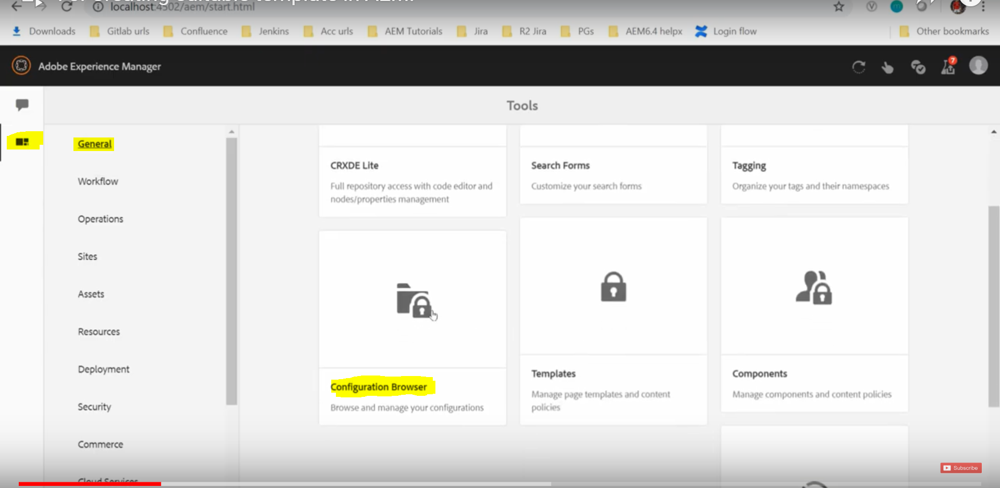 localhost:4502/aem/start.html
Downloads Gitlab urls Confluence Jenkins Acc urls AEM Tutorials Jira R2 Jira PGs AEM6.4 helpx Login flow Other bookmarks
Adobe Experience Manager
7
Tools
General
Workflow
Operations
Sites
Assets
Resources
Deployment
Security
Commerce
Cloud Services
CRXDE Lite
Full repository access with code editor and
nodes/properties management
Search Forms
Customize your search forms
Tagging
Organize your tags and their namespaces
Configuration Browser
Browse and manage your configurations
Templates
Manage page templates and content
policies
Components
Manage components and content policies
Subscribe